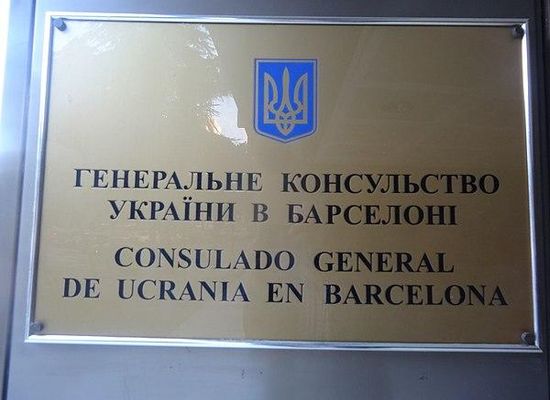 ГЕНЕРАЛЬНЕ КОНСУЛЬСТВО
УКРАЇНИ В БАРСЕЛОНІ
CONSULADO GENERAL
DE UCRANIA EN BARCELONA